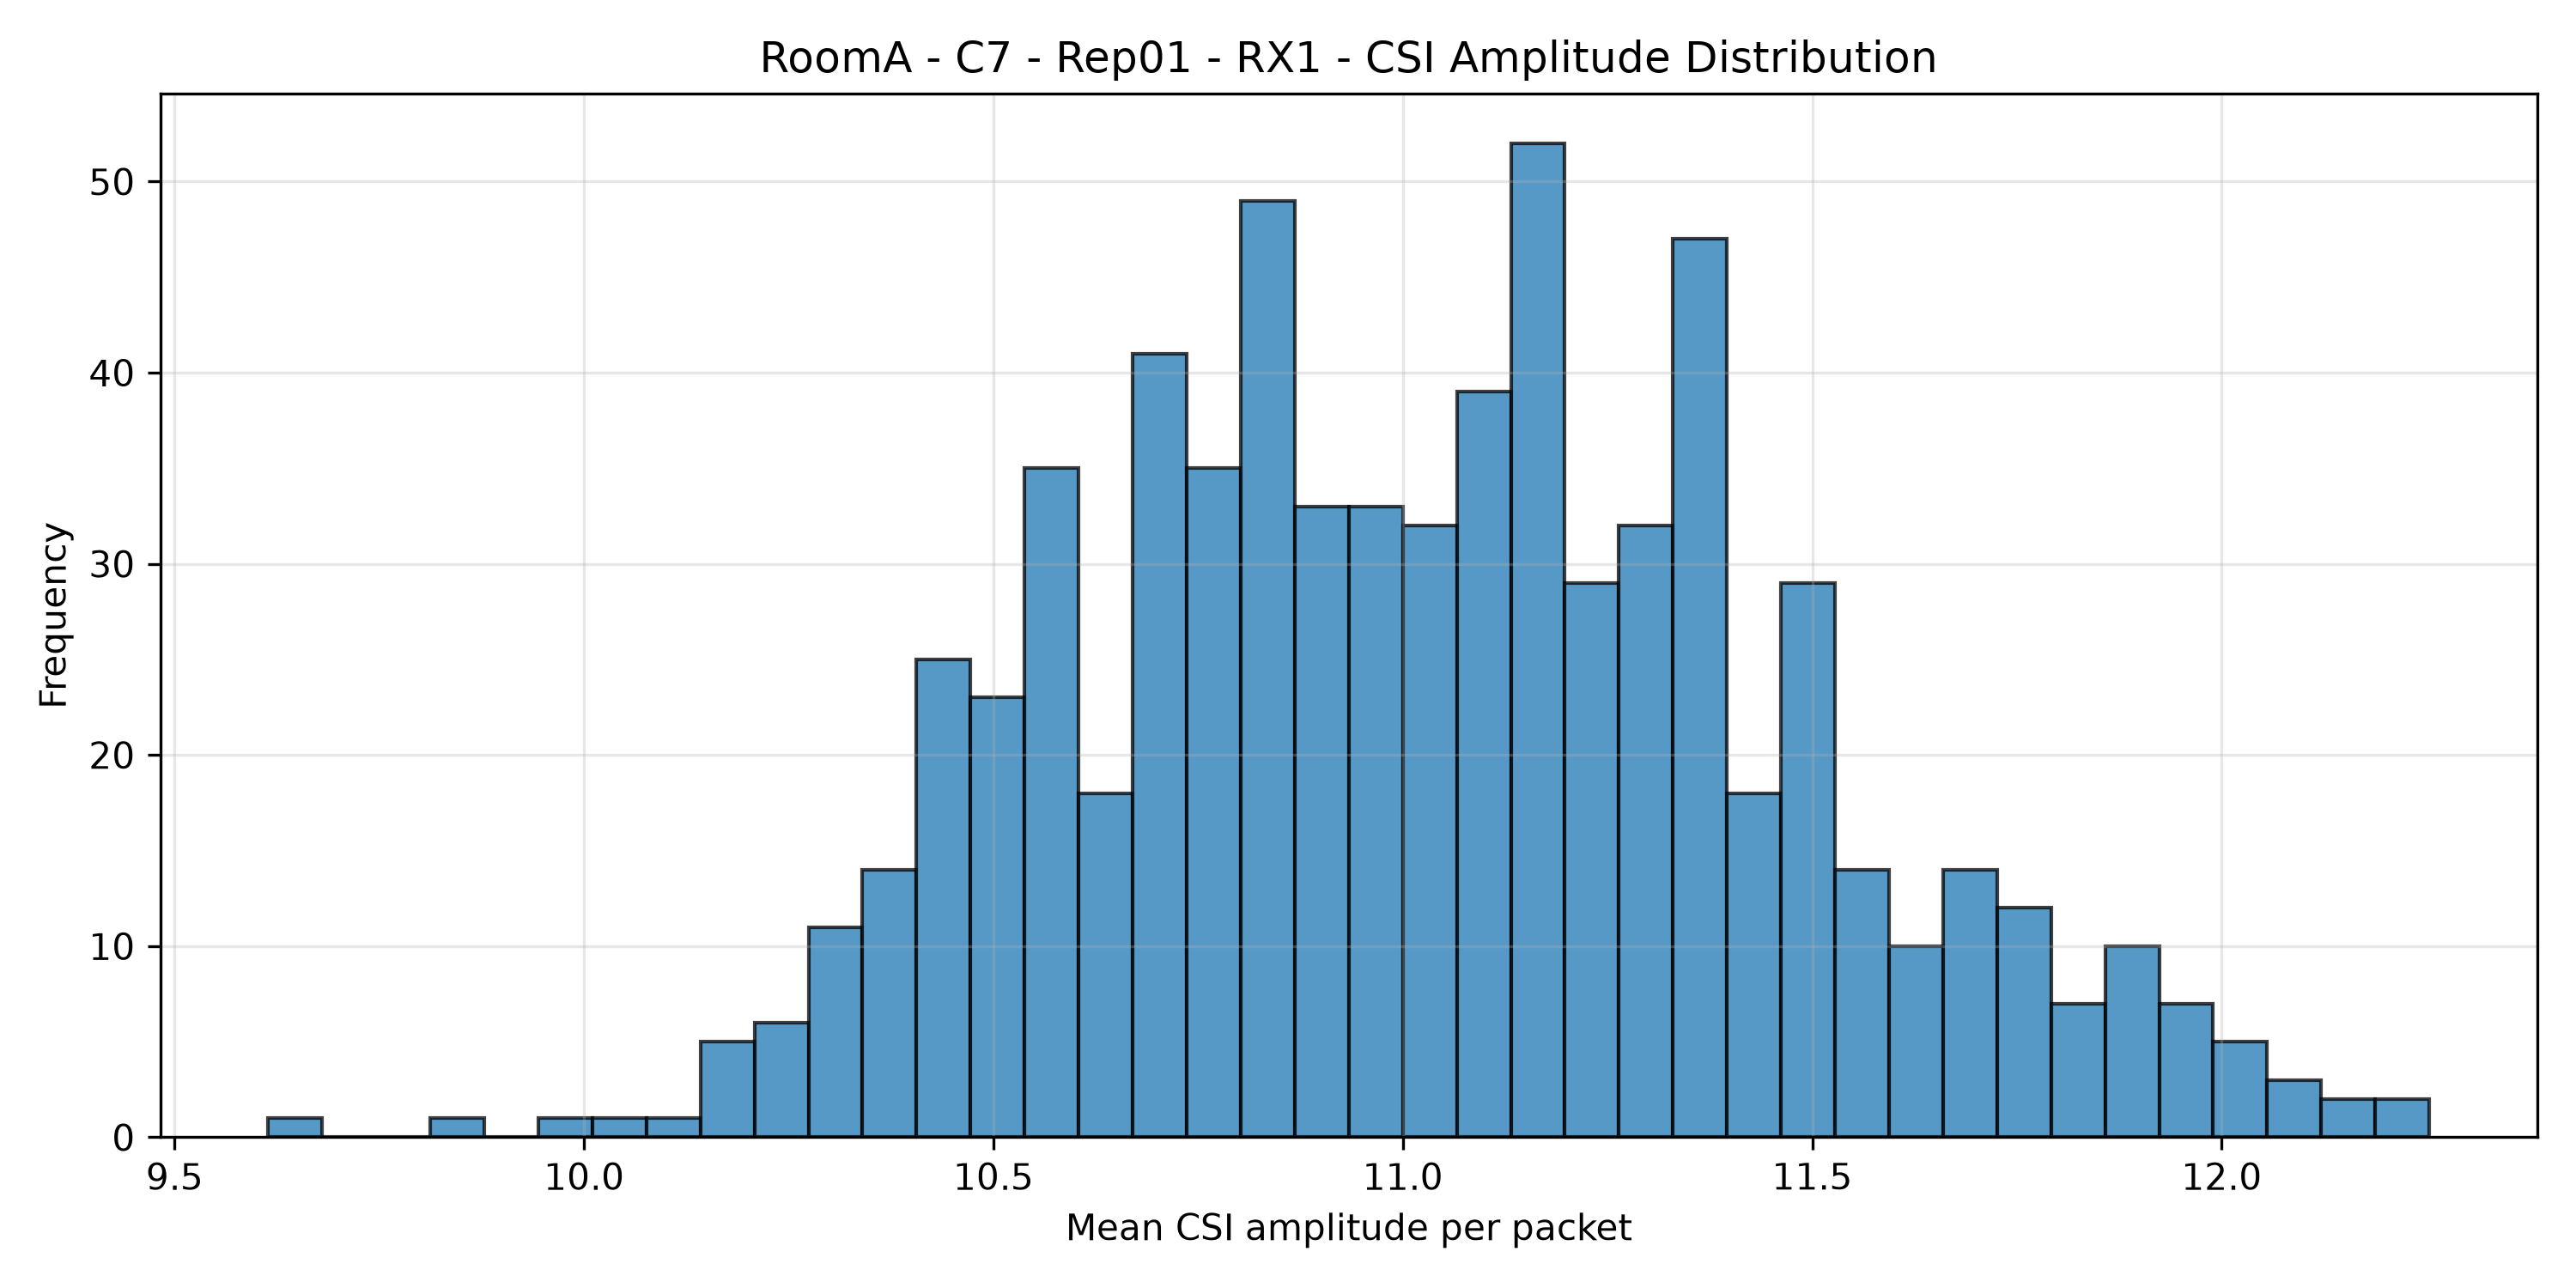 RoomA - C7 - Rep01 - RX1 - CSI Amplitude Distribution
50
40
30
20
10
0
Frequency
9.5 10.0 10.5 11.0 11.5 12.0
Mean CSI amplitude per packet